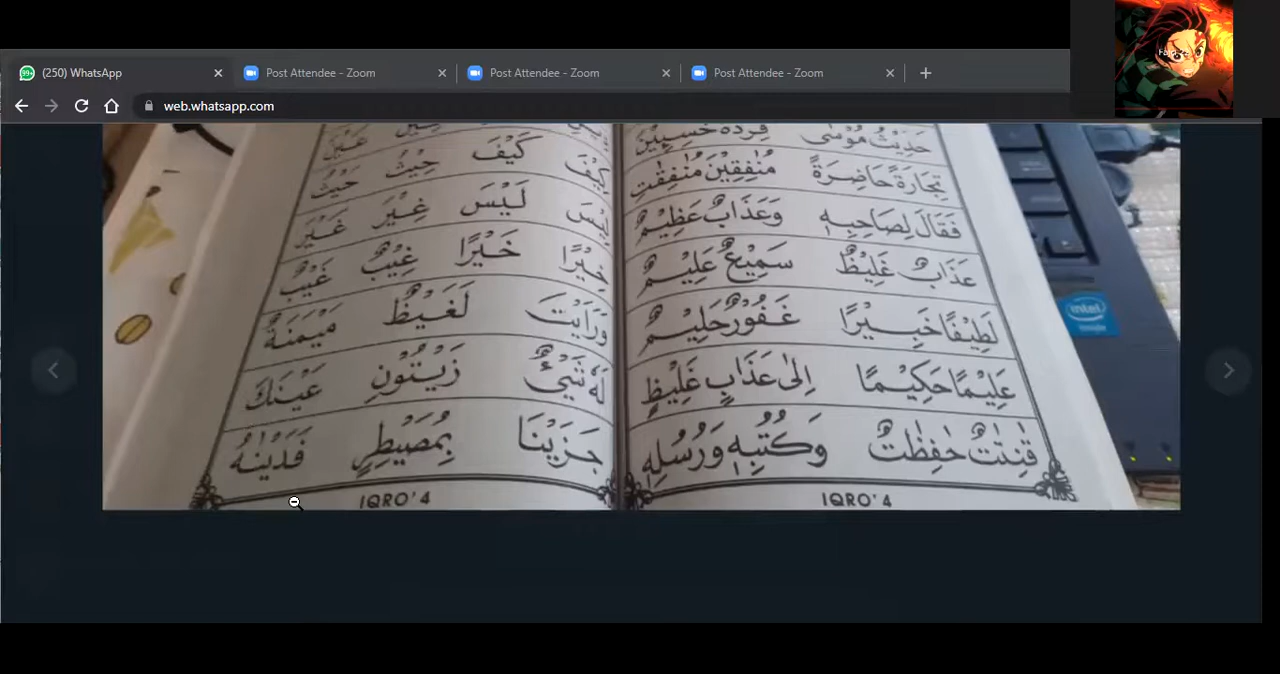 (250) WhatsApp
Post Attendee - Zoom
Post Attendee - Zoom
Post Attendee - Zoom
web.whatsapp.com
حَدِيْثُ مُوْسٰى
تِجَارَةً حَاضِرَةً مُنٰفِقِيْنَ مُنٰفِقٰتِ
فَقَالَ لِصَاحِبِهٖ وَعَذَابٌ عَظِيْمٌ
عَذَابٌ غَلِيْظٌ سَمِيْعٌ عَلِيْمٌ
لَطِيْفًا خَبِيْرًا غَفُوْرٌ حَلِيْمٌ
عَلِيْمًا حَكِيْمًا اِلٰى عَذَابٍ غَلِيْظٍ
قٰنِتٰتٌ حٰفِظٰتٌ وَكُتُبِهٖ وَرُسُلِهٖ
IQRO' 4
كِيْفَ كَيْفَ حِيْثُ حَيْثُ
لِيْسَ لَيْسَ غِيْرَ غَيْرَ
خِيْرًا خَيْرًا غِيْبٌ غَيْبٌ
وَرَاَيْتَ لَغَيْظٌ مَيْمَنَةٌ
لَهٗ شَيْءٌ زَيْتُوْنِ عَيْنَكَ
جَزَيْنَا بِمُصَيْطِرٍ فَدَيْنٰهُ
IQRO' 4
intel